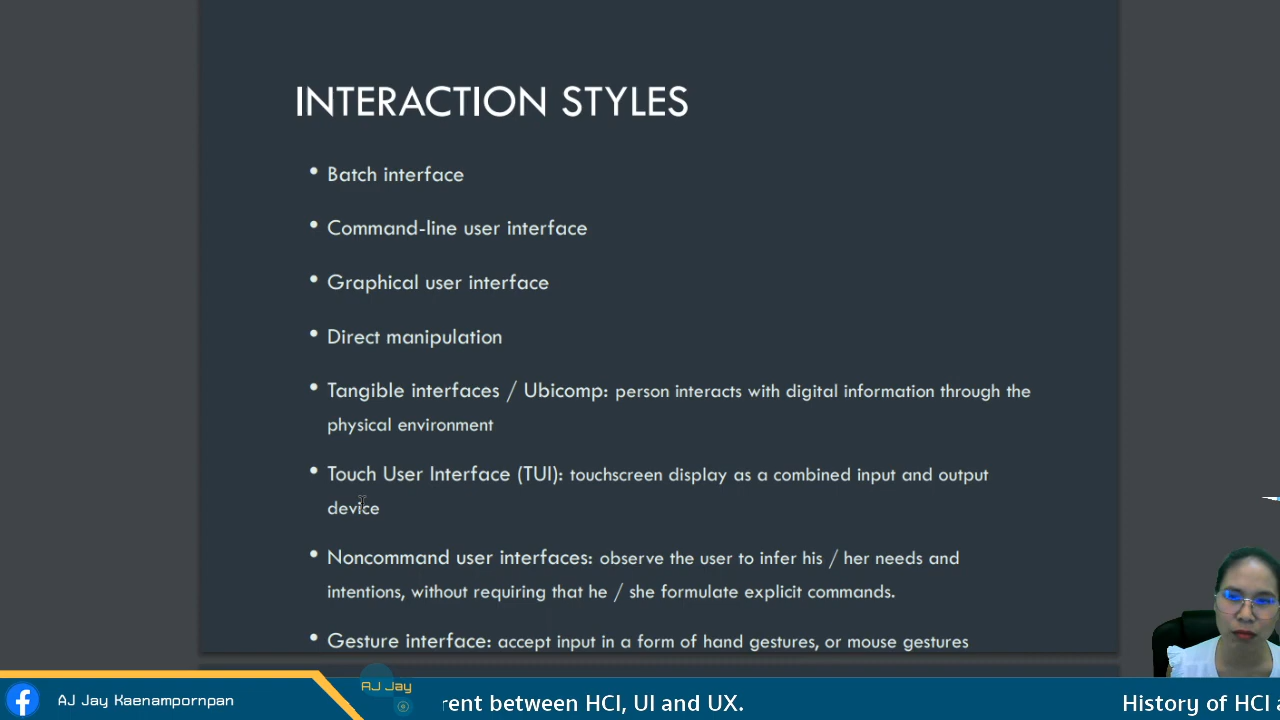 INTERACTION STYLES
• Batch interface
• Command-line user interface
• Graphical user interface
• Direct manipulation
• Tangible interfaces / Ubicomp: person interacts with digital information through the
physical environment
• Touch User Interface (TUI): touchscreen display as a combined input and output
device
• Noncommand user interfaces: observe the user to infer his / her needs and
intentions, without requiring that he / she formulate explicit commands.
• Gesture interface: accept input in a form of hand gestures, or mouse gestures
AJ Jay Kaenampornpan
AJ Jay
rent between HCI, UI and UX.
History of HCI